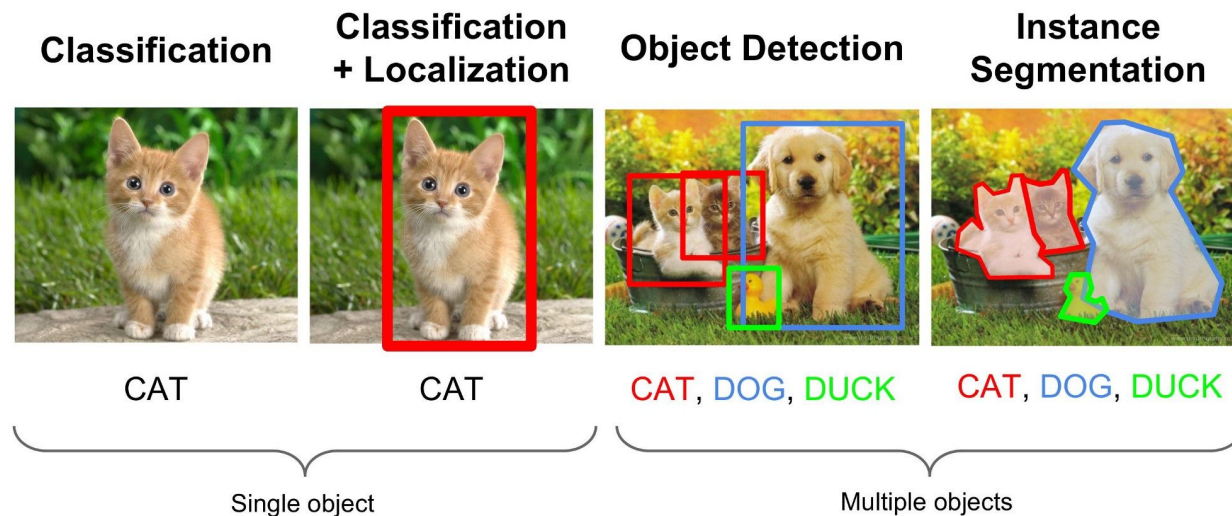 Classification
Classification
+ Localization
Object Detection
Instance
Segmentation
CAT
CAT
CAT, DOG, DUCK
CAT, DOG, DUCK
Single object
Multiple objects